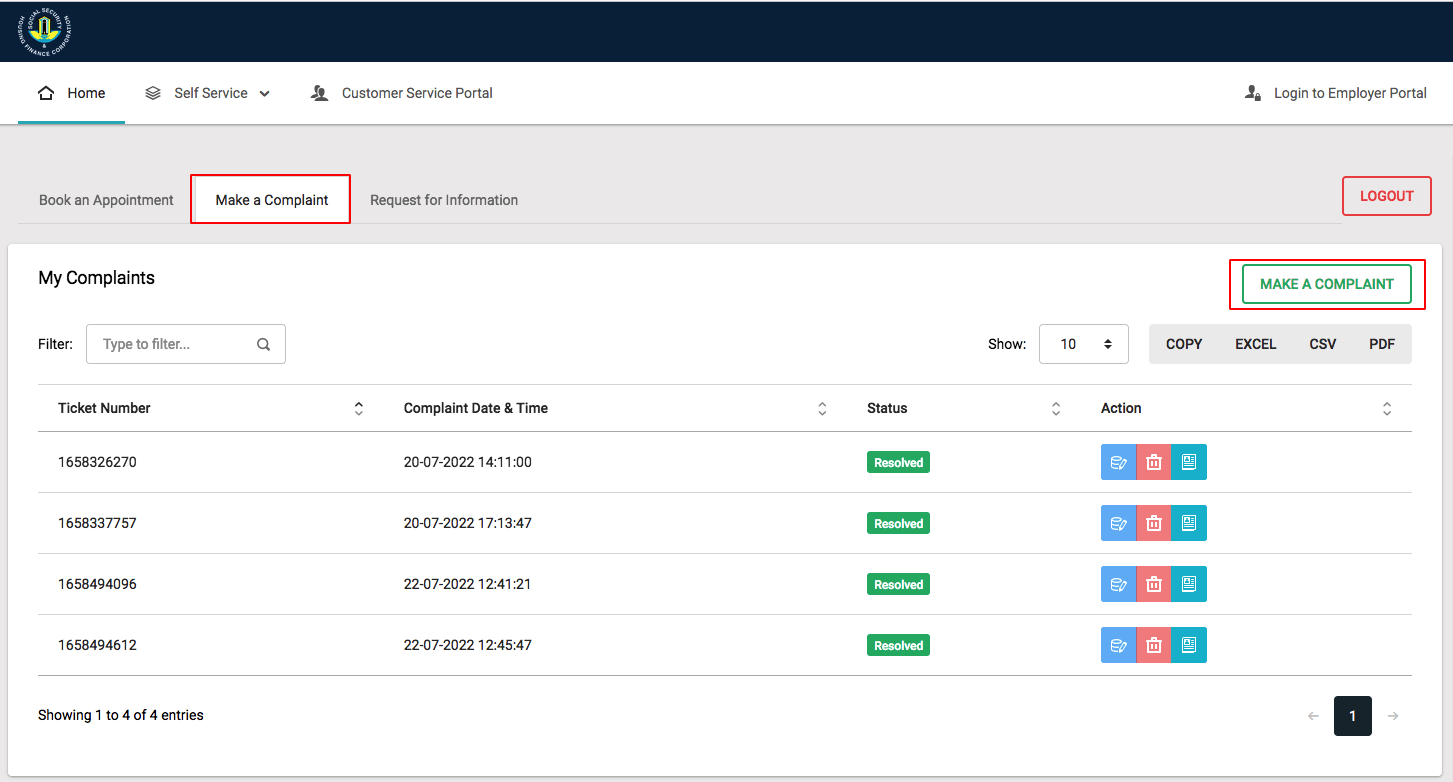 SOCIAL SECURITY
&
HOUSING FINANCE CORPORATION
Home Self Service Customer Service Portal Login to Employer Portal
Book an Appointment Make a Complaint Request for Information LOGOUT
My Complaints MAKE A COMPLAINT
Filter: Type to filter... Show: 10 COPY EXCEL CSV PDF
Ticket Number Complaint Date & Time Status Action
1658326270 20-07-2022 14:11:00 Resolved
1658337757 20-07-2022 17:13:47 Resolved
1658494096 22-07-2022 12:41:21 Resolved
1658494612 22-07-2022 12:45:47 Resolved
Showing 1 to 4 of 4 entries 1